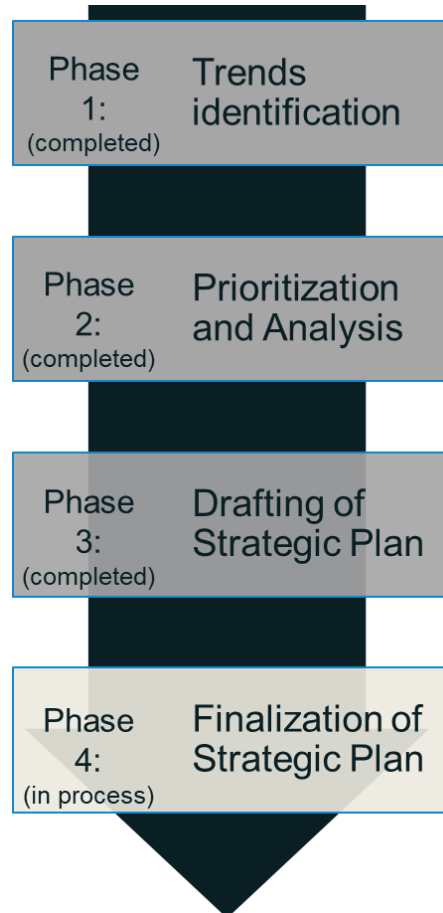 Phase
1:
(completed)
Trends
identification
Phase
2:
(completed)
Prioritization
and Analysis
Phase
3:
(completed)
Drafting of
Strategic Plan
Phase
4:
(in process)
Finalization of
Strategic Plan